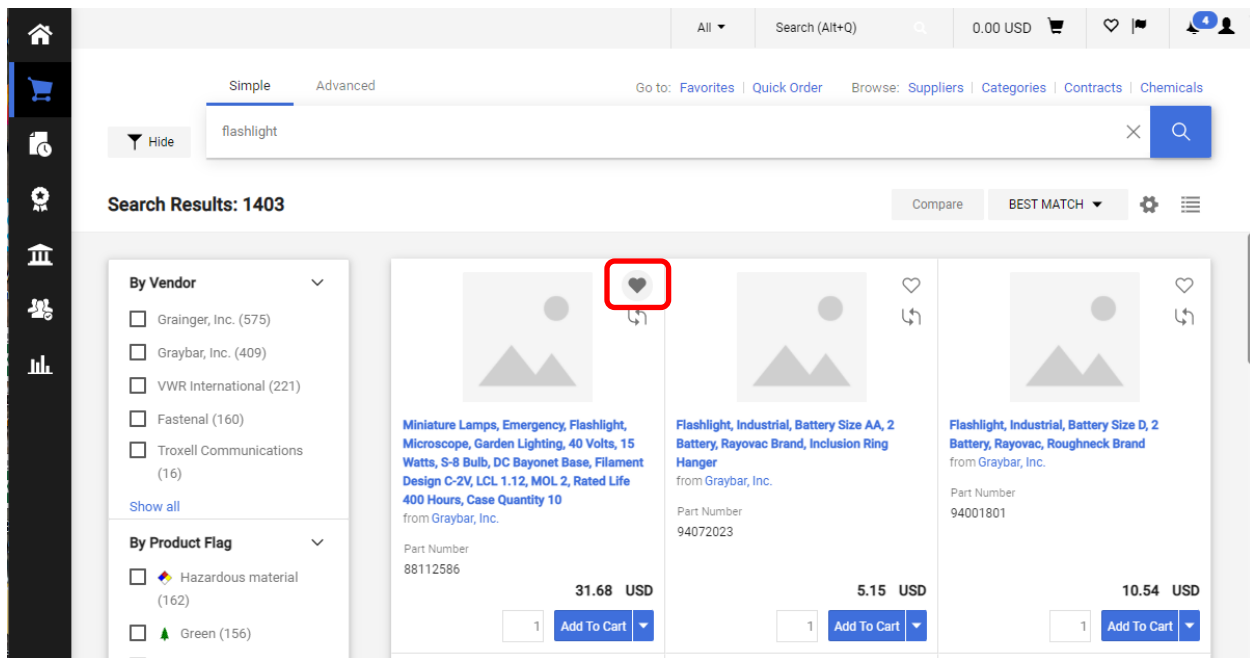 All
Search (Alt+Q)
0.00 USD
4
Simple
Advanced
Go to: Favorites | Quick Order Browse: Suppliers | Categories | Contracts | Chemicals
Hide
flashlight
Search Results: 1403
Compare
BEST MATCH
By Vendor
Grainger, Inc. (575)
Graybar, Inc. (409)
VWR International (221)
Fastenal (160)
Troxell Communications
(16)
Show all
By Product Flag
Hazardous material
(162)
Green (156)
Miniature Lamps, Emergency, Flashlight,
Microscope, Garden Lighting, 40 Volts, 15
Watts, S-8 Bulb, DC Bayonet Base, Filament
Design C-2V, LCL 1.12, MOL 2, Rated Life
400 Hours, Case Quantity 10
from Graybar, Inc.
Part Number
88112586
31.68 USD
1
Add To Cart
Flashlight, Industrial, Battery Size AA, 2
Battery, Rayovac Brand, Inclusion Ring
Hanger
from Graybar, Inc.
Part Number
94072023
5.15 USD
1
Add To Cart
Flashlight, Industrial, Battery Size D, 2
Battery, Rayovac, Roughneck Brand
from Graybar, Inc.
Part Number
94001801
10.54 USD
1
Add To Cart